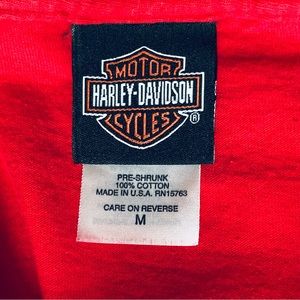 MOTOR
HARLEY-DAVIDSON
CYCLES
®
PRE-SHRUNK
100% COTTON
MADE IN U.S.A. RN15763
CARE ON REVERSE
M